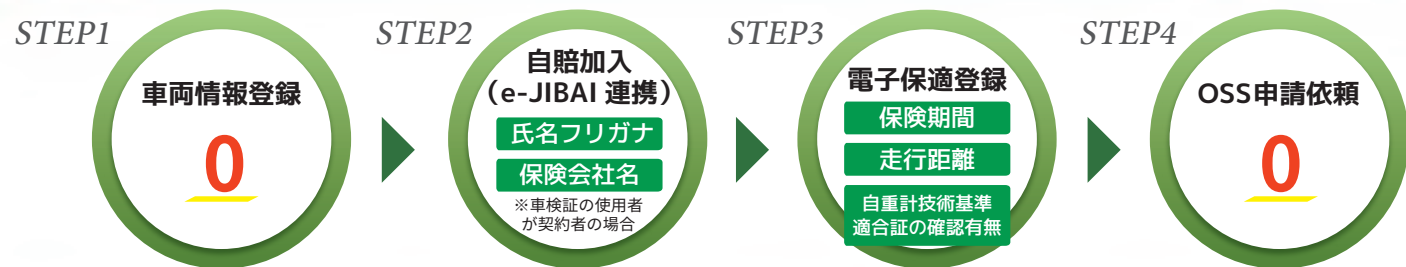 STEP1
車両情報登録
0
STEP2
自賠加入
（e-JIBAI 連携）
氏名フリガナ
保険会社名
※車検証の使用者
が契約者の場合
STEP3
電子保適登録
保険期間
走行距離
自重計技術基準
適合証の確認有無
STEP4
OSS申請依頼
0